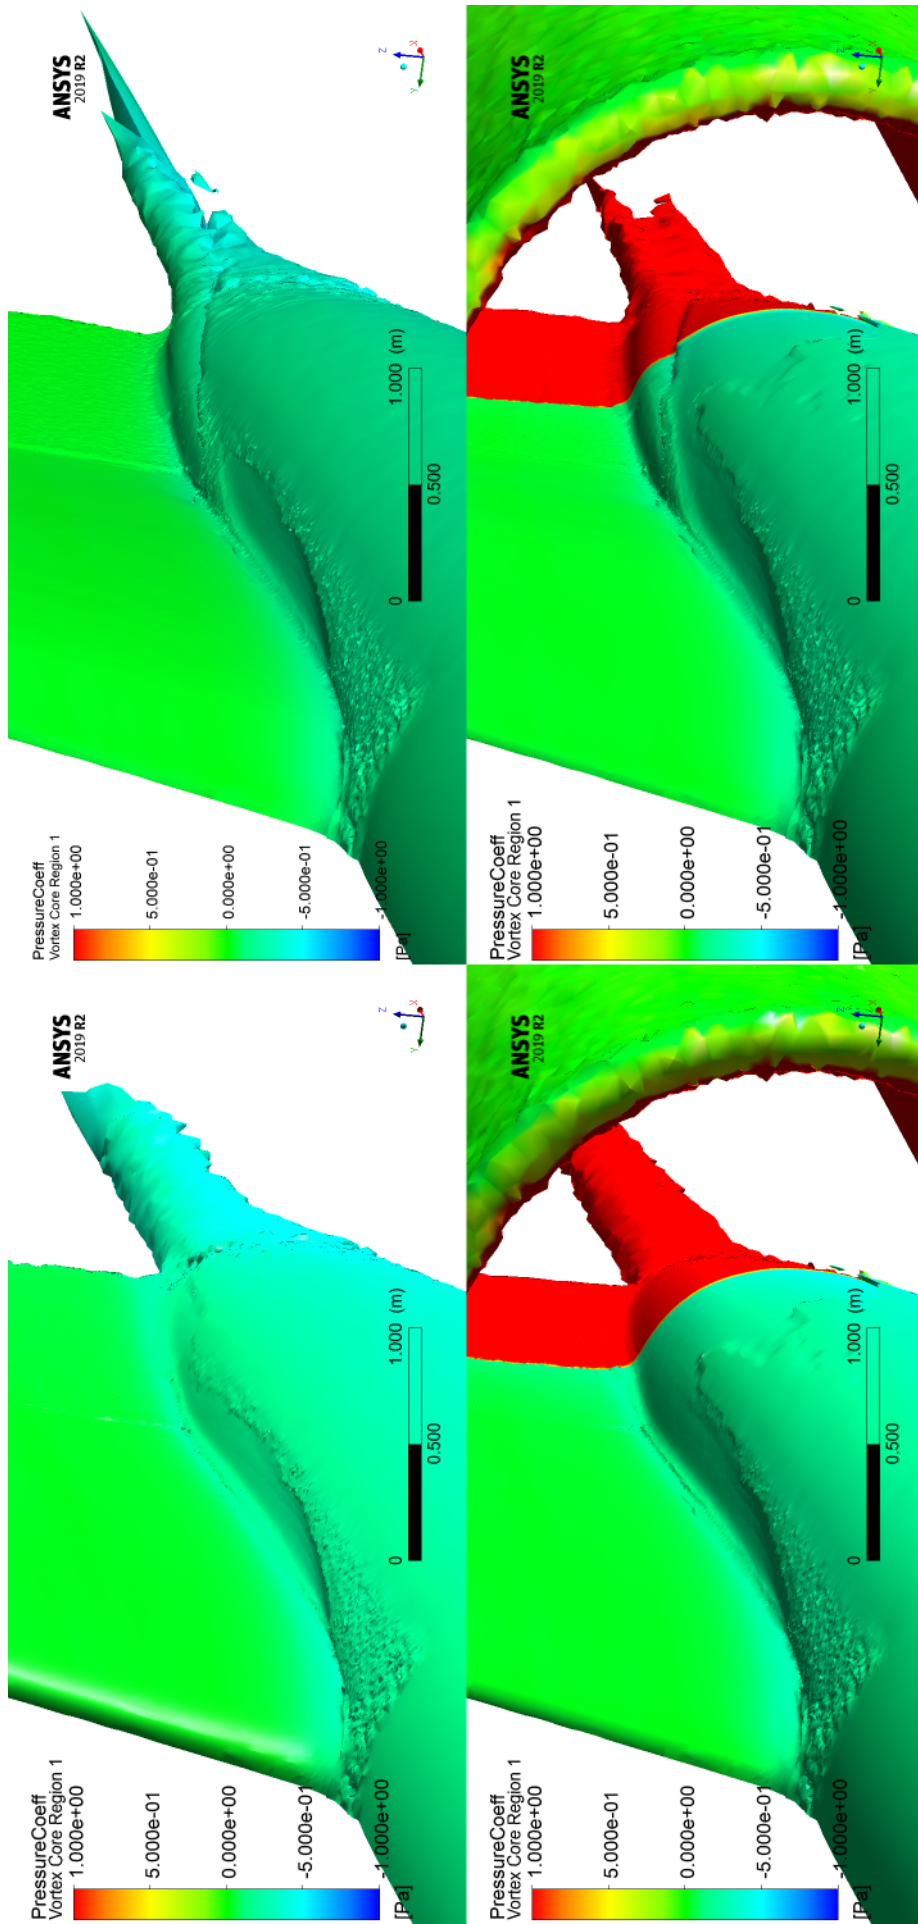 PressureCoeff
Vortex Core Region 1
1.000e+00
5.000e-01
0.000e+00
-5.000e-01
-1.000e+00
[Pa]
ANSYS
2019 R2
0
0.500
1.000 (m)
Z
Y
X
PressureCoeff
Vortex Core Region 1
1.000e+00
5.000e-01
0.000e+00
-5.000e-01
-1.000e+00
[Pa]
ANSYS
2019 R2
0
0.500
1.000 (m)
Z
Y
X
PressureCoeff
Vortex Core Region 1
1.000e+00
5.000e-01
0.000e+00
-5.000e-01
-1.000e+00
[Pa]
ANSYS
2019 R2
0
0.500
1.000 (m)
Z
Y
X
PressureCoeff
Vortex Core Region 1
1.000e+00
5.000e-01
0.000e+00
-5.000e-01
-1.000e+00
[Pa]
ANSYS
2019 R2
0
0.500
1.000 (m)
Z
Y
X